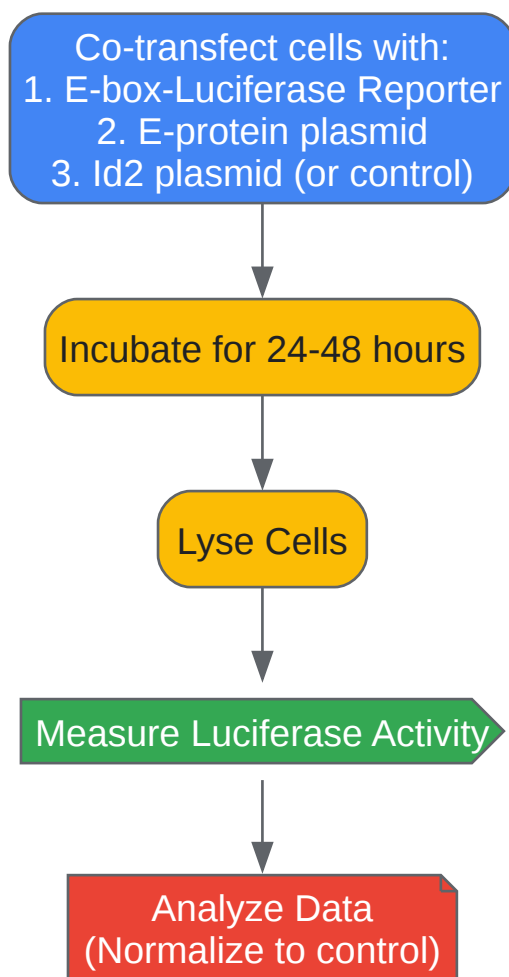 Co-transfect cells with:
1. E-box-Luciferase Reporter
2. E-protein plasmid
3. Id2 plasmid (or control)
Incubate for 24-48 hours
Lyse Cells
Measure Luciferase Activity
Analyze Data
(Normalize to control)